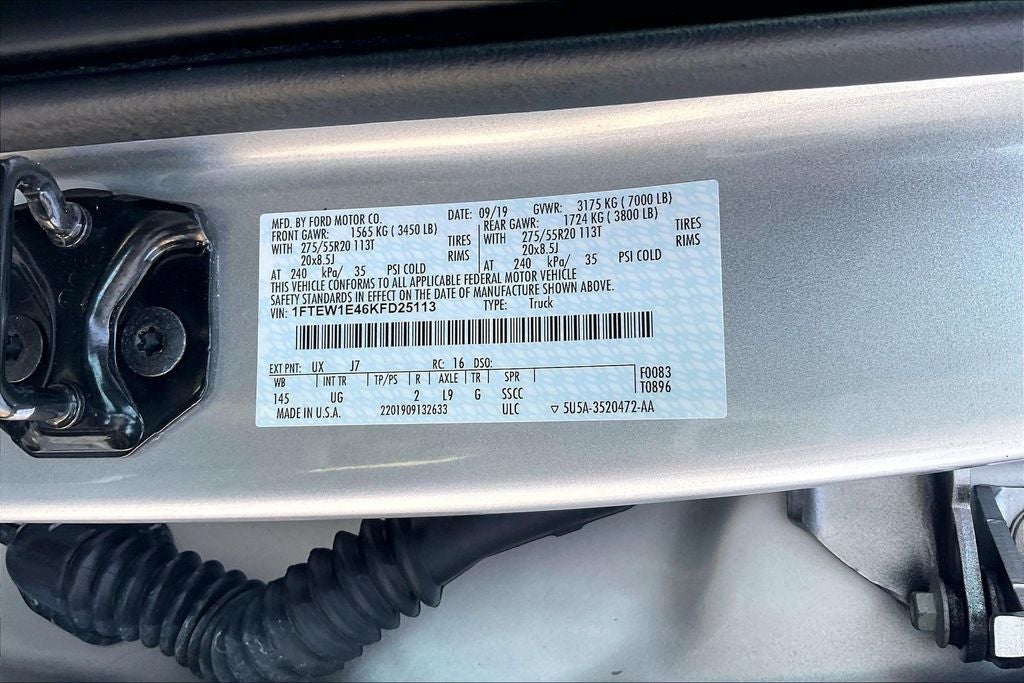 MFD. BY FORD MOTOR CO. DATE: 09/19 GVWR: 3175 KG ( 7000 LB)
FRONT GAWR: 1565 KG ( 3450 LB) REAR GAWR: 1724 KG ( 3800 LB)
WITH 275/55R20 113T TIRES WITH 275/55R20 113T TIRES
20x8.5J RIMS 20x8.5J RIMS
AT 240 kPa/ 35 PSI COLD AT 240 kPa/ 35 PSI COLD
THIS VEHICLE CONFORMS TO ALL APPLICABLE FEDERAL MOTOR VEHICLE
SAFETY STANDARDS IN EFFECT ON THE DATE OF MANUFACTURE SHOWN ABOVE.
VIN: 1FTEW1E46KFD25113 TYPE: Truck
EXT PNT: UX J7 RC: 16 DSO: F0083
WB INT TR TP/PS R AXLE TR SPR T0896
145 UG 2 L9 G SSCC
MADE IN U.S.A. 2201909132633 ULC ▽ 5U5A-3520472-AA